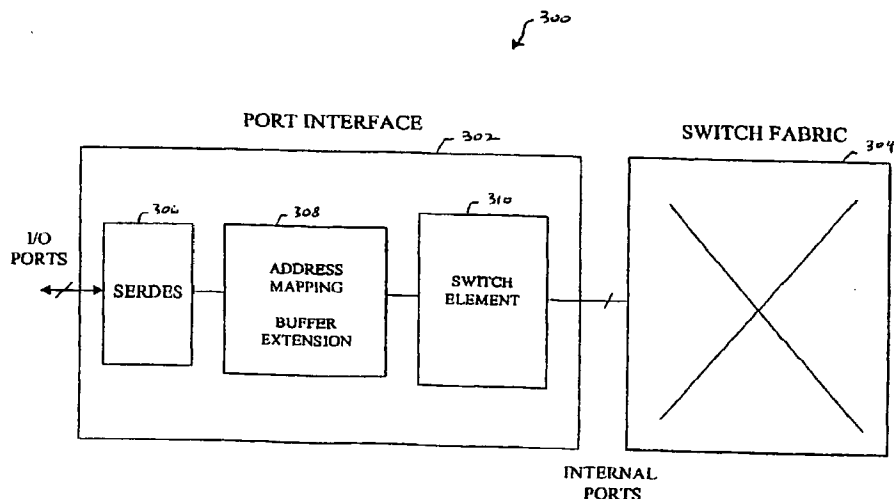 300
PORT INTERFACE
302
SWITCH FABRIC
304
306
308
310
I/O
PORTS
SERDES
ADDRESS
MAPPING
BUFFER
EXTENSION
SWITCH
ELEMENT
INTERNAL
PORTS